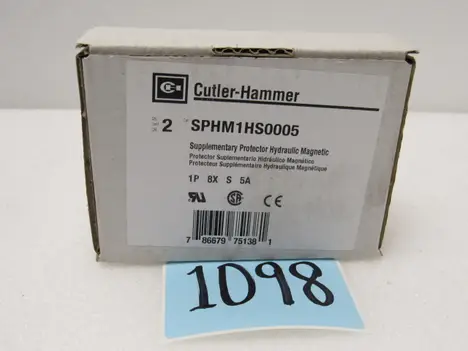 Cutler-Hammer
2 SPHM1HS0005
Supplementary Protector Hydraulic Magnetic
Protector Suplementario Hidráulico Magnético
Protecteur Supplémentaire Hydraulique Magnétique
1P 8X S 5A
7 86679 75138 1
1098